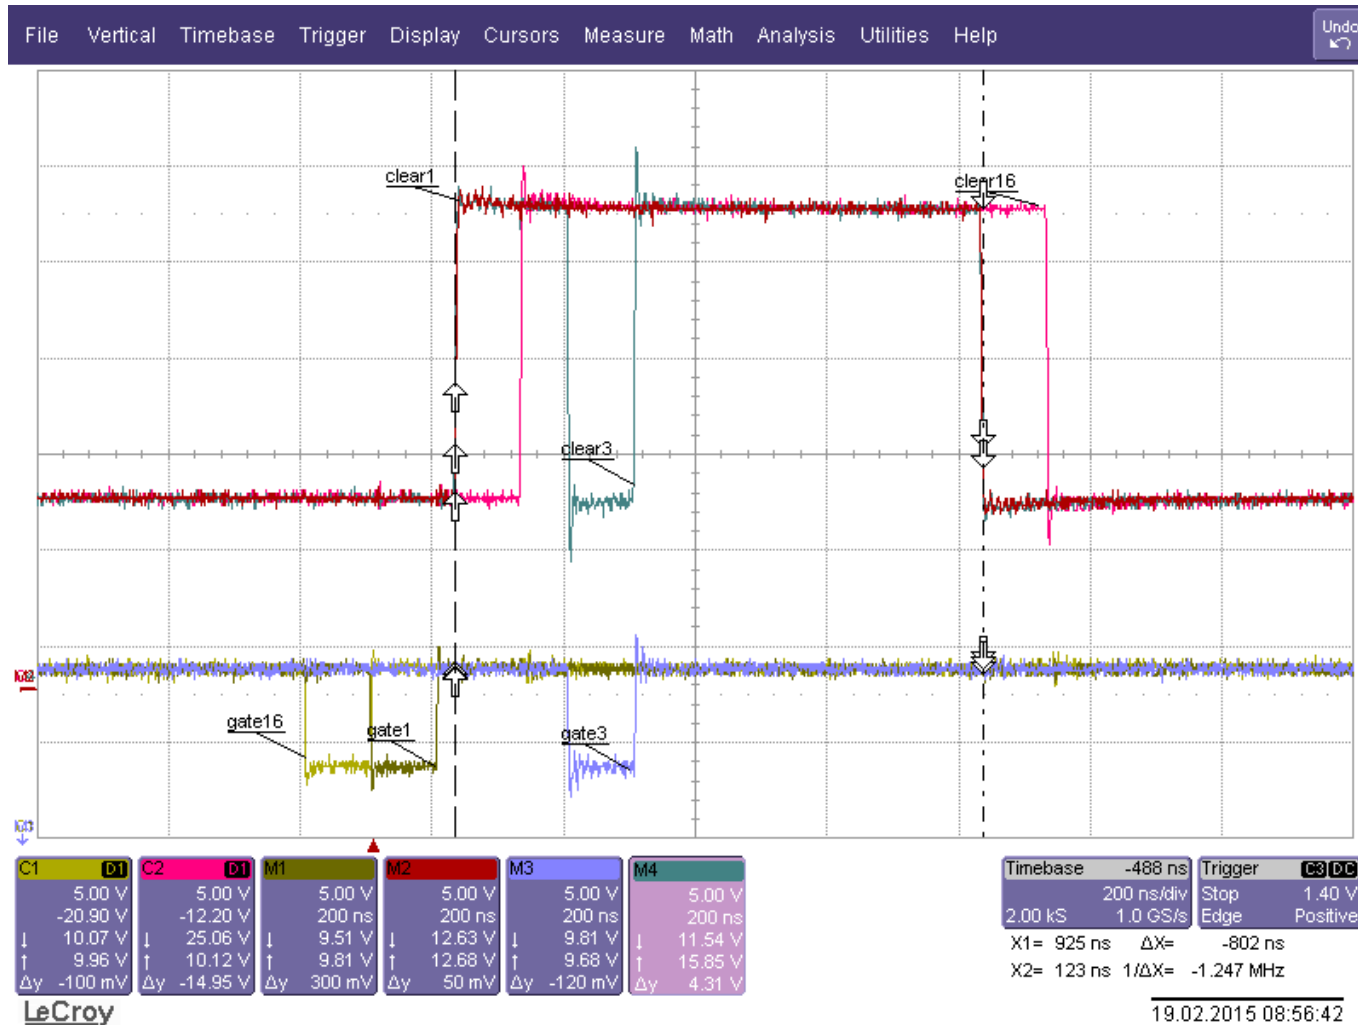 File Vertical Timebase Trigger Display Cursors Measure Math Analysis Utilities Help Undo
clear1
clear16
clear3
gate16
gate1
gate3
C1 D1 C2 D1 M1 M2 M3 M4
5.00 V 5.00 V 5.00 V 5.00 V 5.00 V 5.00 V
-20.90 V -12.20 V 200 ns 200 ns 200 ns 200 ns
↓ 10.07 V ↓ 25.06 V ↓ 9.51 V ↓ 12.63 V ↓ 9.81 V ↓ 11.54 V
↑ 9.96 V ↑ 10.12 V ↑ 9.81 V ↑ 12.68 V ↑ 9.68 V ↑ 15.85 V
Δy -100 mV Δy -14.95 V Δy 300 mV Δy 50 mV Δy -120 mV Δy 4.31 V
Timebase -488 ns
200 ns/div
2.00 kS 1.0 GS/s
Trigger C3 DC
Stop 1.40 V
Edge Positive
X1= 925 ns ΔX= -802 ns
X2= 123 ns 1/ΔX= -1.247 MHz
LeCroy
19.02.2015 08:56:42